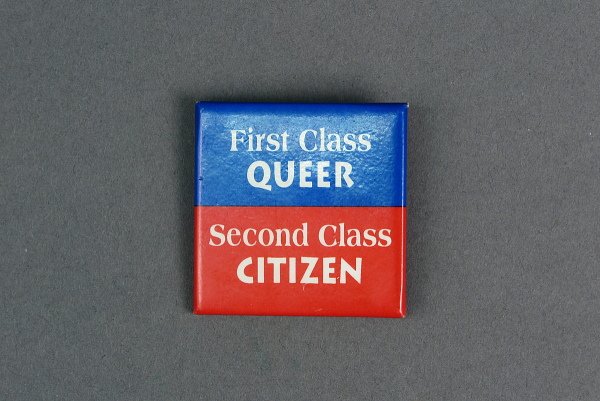 First Class
QUEER
Second Class
CITIZEN